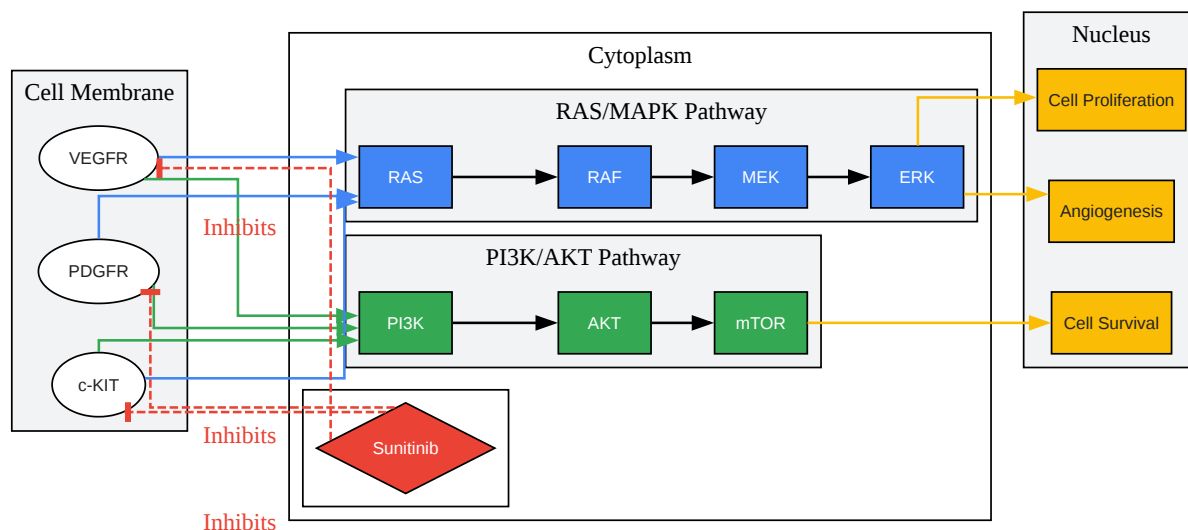 Cell Membrane
VEGFR
PDGFR
c-KIT
Inhibits
Inhibits
Inhibits
Cytoplasm
RAS/MAPK Pathway
RAS
RAF
MEK
ERK
PI3K/AKT Pathway
PI3K
AKT
mTOR
Sunitinib
Nucleus
Cell Proliferation
Angiogenesis
Cell Survival